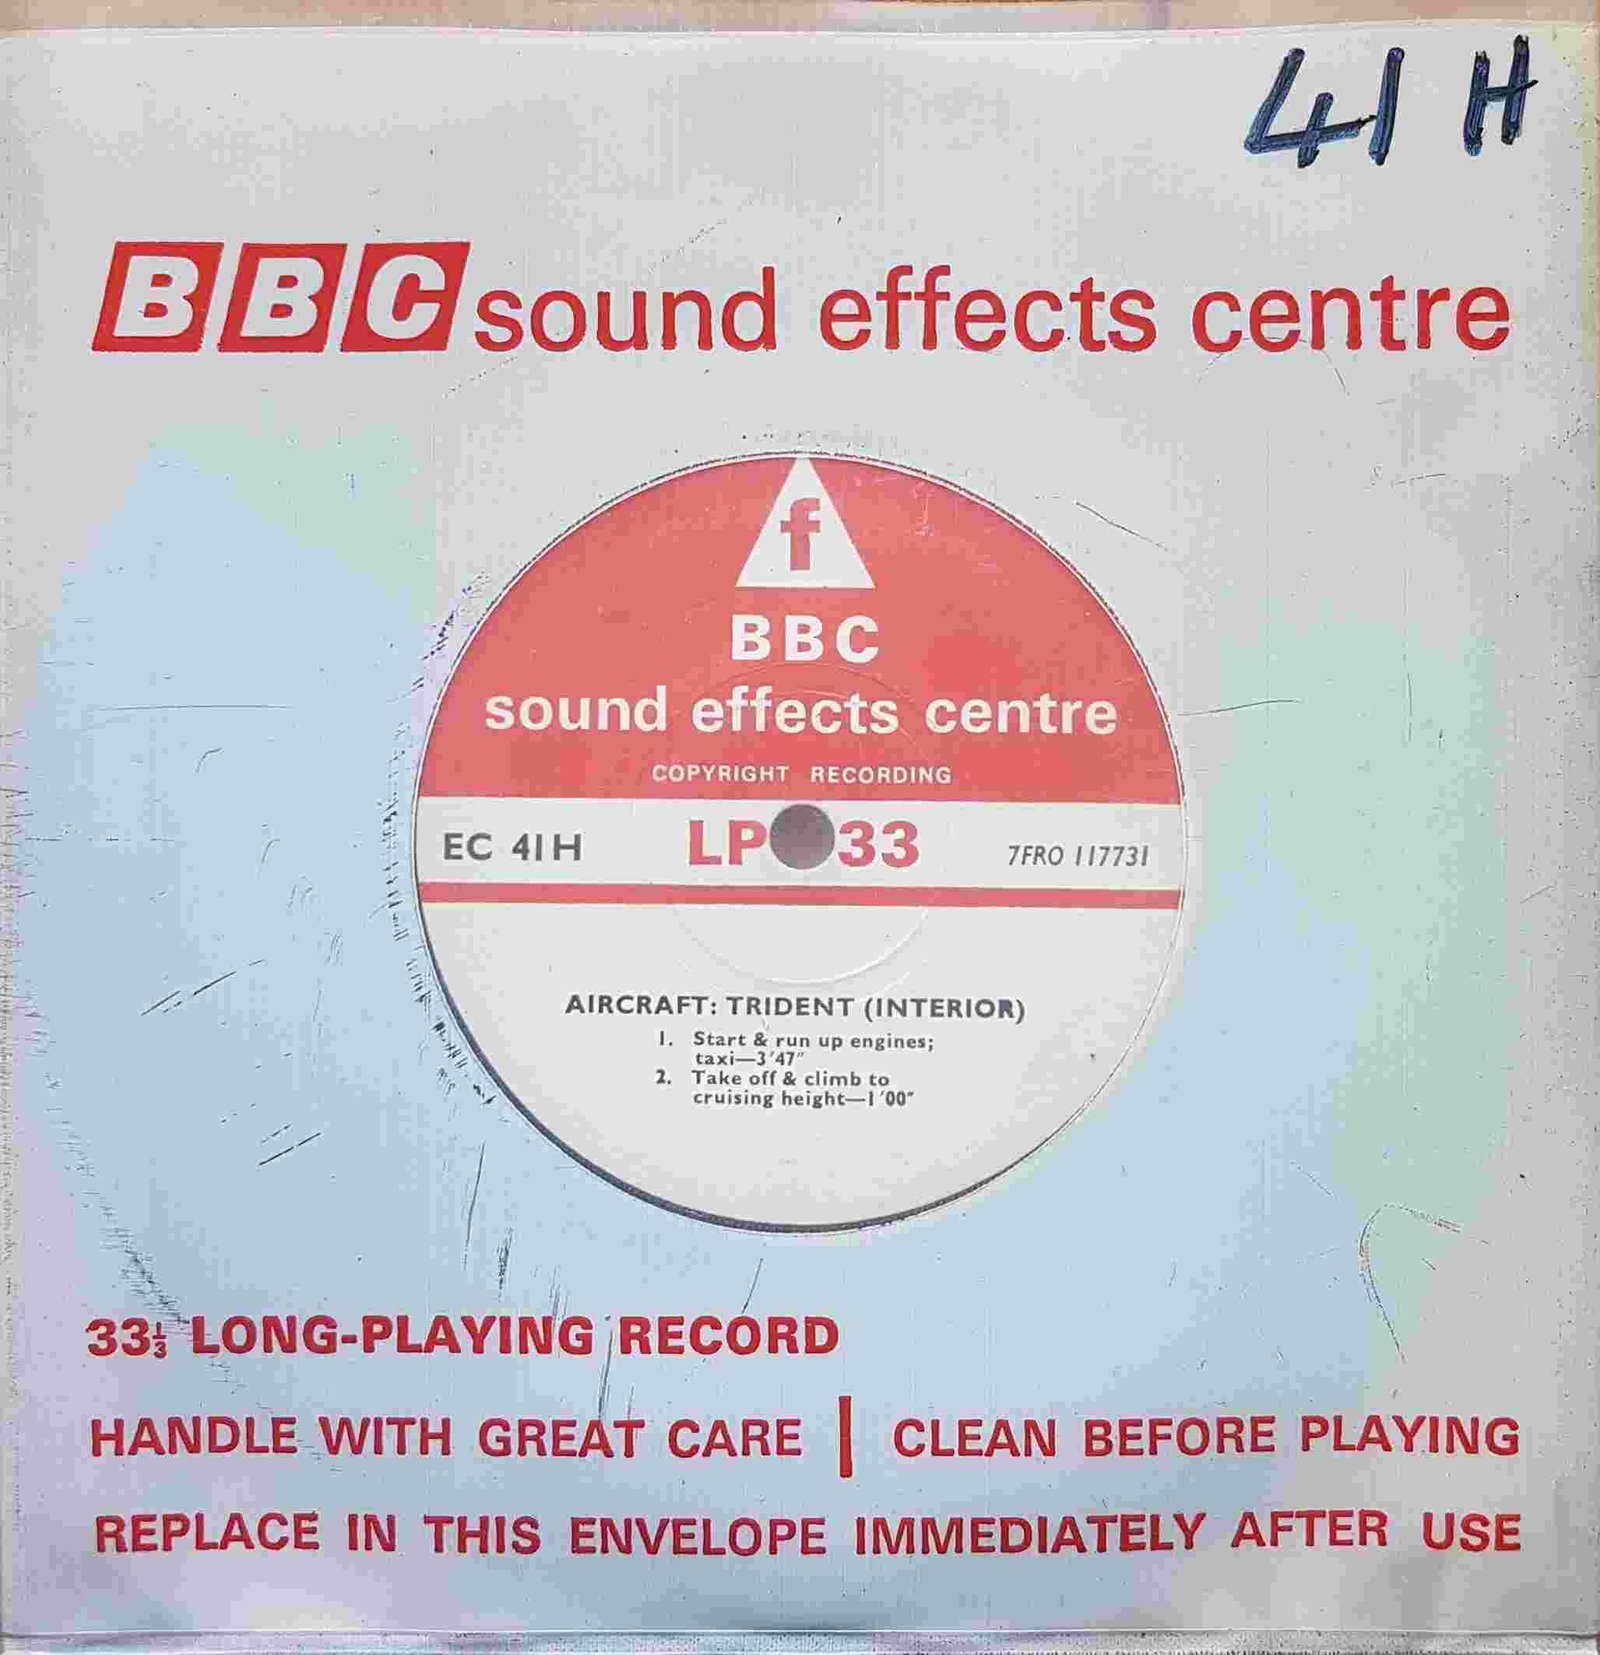 41 H
BBC sound effects centre
f
BBC
sound effects centre
COPYRIGHT RECORDING
EC 41H LP 33 7FRO 117731
AIRCRAFT: TRIDENT (INTERIOR)
1. Start & run up engines;
taxi—3'47"
2. Take off & climb to
cruising height—1'00"
33⅓ LONG-PLAYING RECORD
HANDLE WITH GREAT CARE | CLEAN BEFORE PLAYING
REPLACE IN THIS ENVELOPE IMMEDIATELY AFTER USE